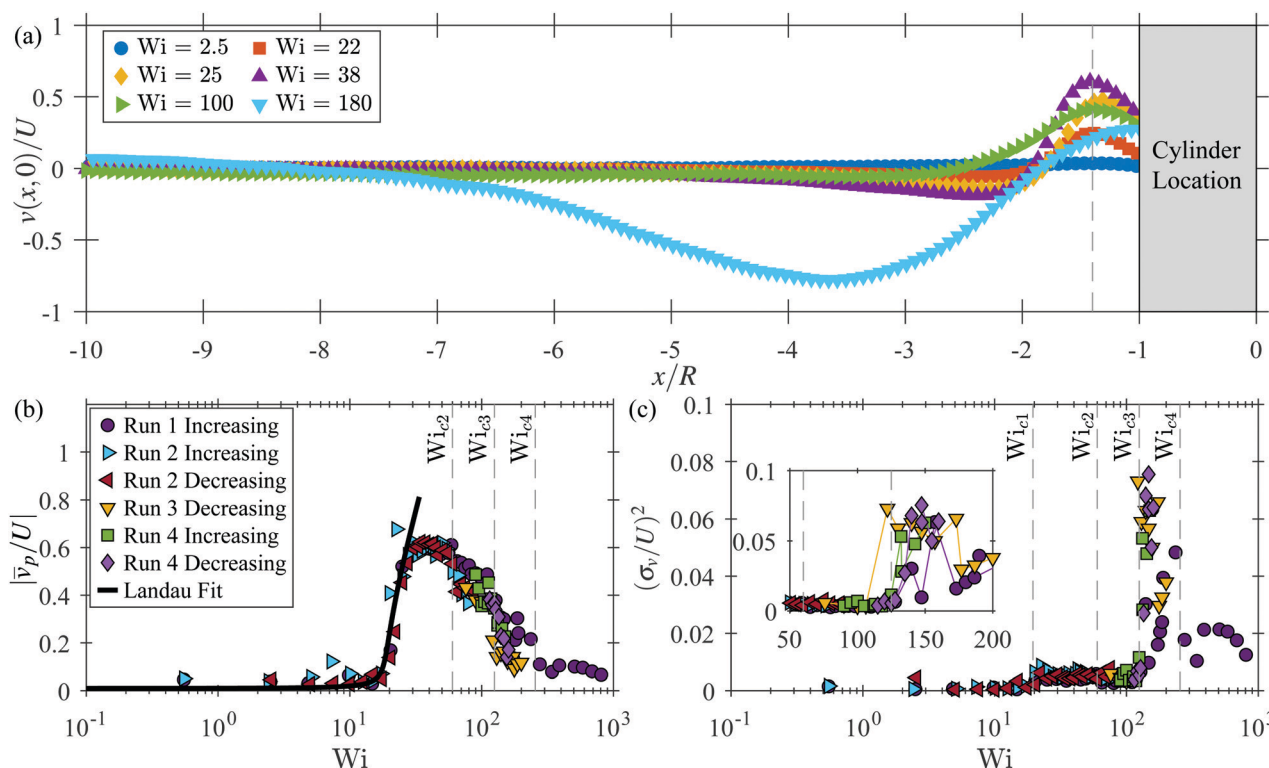 (a)
1
0.5
0
-0.5
-1
v(x, 0)/U
Wi = 2.5
Wi = 22
Wi = 25
Wi = 38
Wi = 100
Wi = 180
Cylinder
Location
-10
-9
-8
-7
-6
-5
-4
-3
-2
-1
0
x/R
(b)
1
0.8
0.6
0.4
0.2
0
|v̄p/U|
Run 1 Increasing
Run 2 Increasing
Run 2 Decreasing
Run 3 Decreasing
Run 4 Increasing
Run 4 Decreasing
Landau Fit
Wic2
Wic3
Wic4
10⁻¹
10⁰
10¹
10²
10³
Wi
(c)
0.1
0.08
0.06
0.04
0.02
0
(σv/U)²
Wic1
Wic2
Wic3
Wic4
0.1
0.05
0
50
100
150
200
10⁻¹
10⁰
10¹
10²
10³
Wi